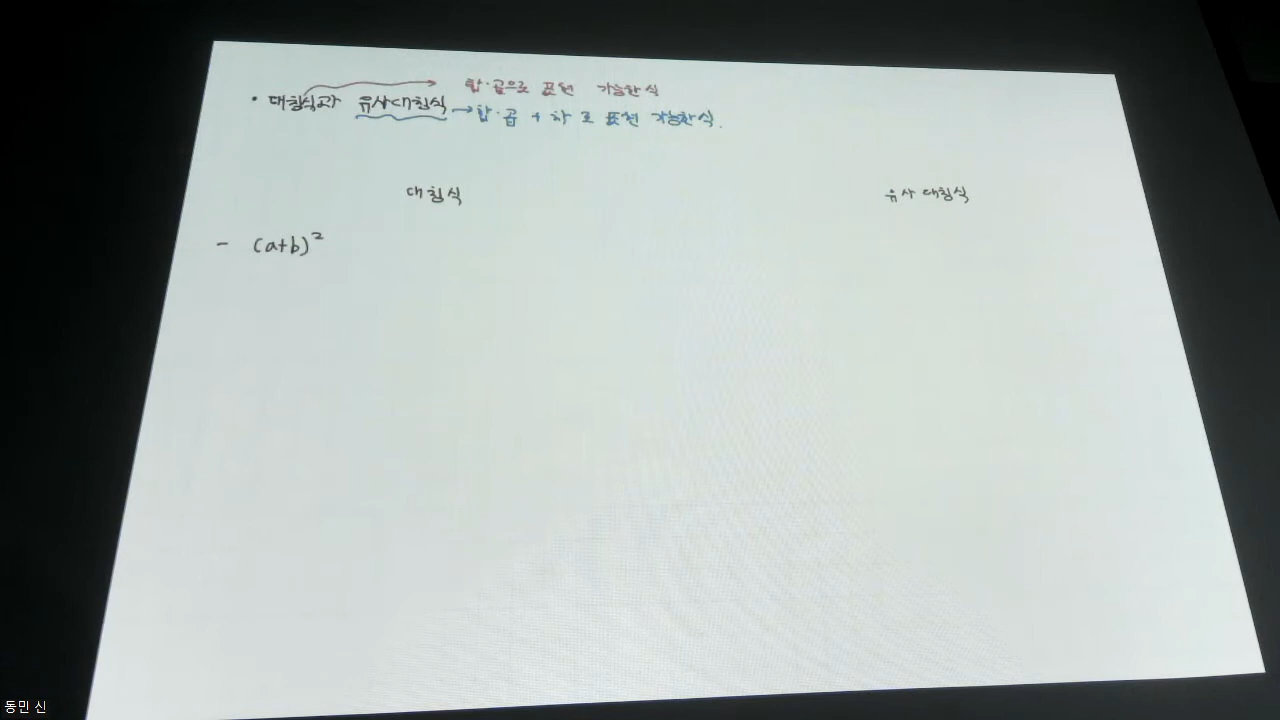 합·곱으로 표현 가능한 식
• 대칭식과 유사대칭식 → 합·곱 + 차로 표현 가능한 식.
대칭식 유사 대칭식
- (a+b)²
동민 신